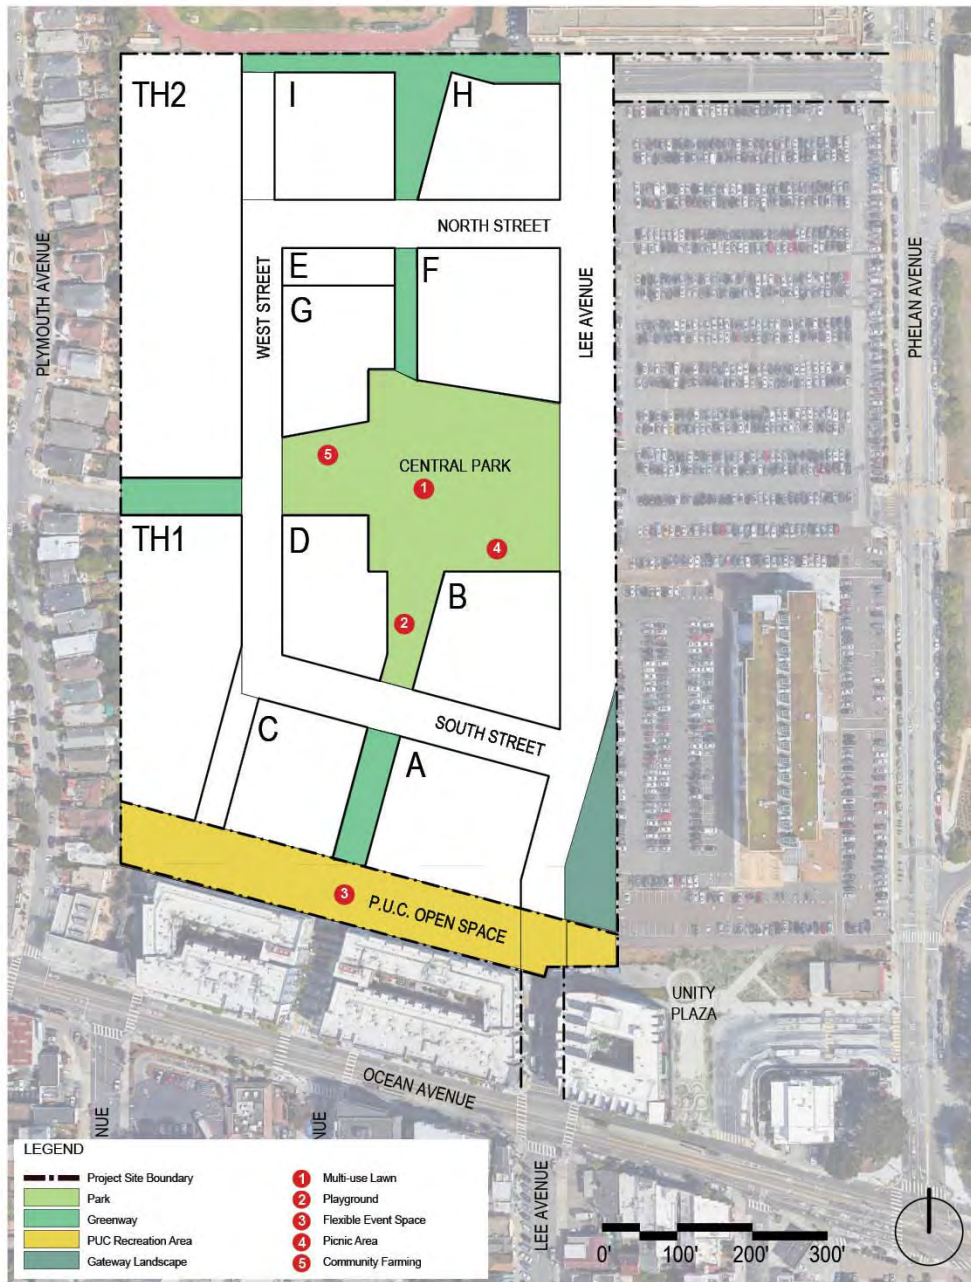 TH2
I
H
NORTH STREET
PLYMOUTH AVENUE
WEST STREET
E
F
G
LEE AVENUE
PHELAN AVENUE
5
CENTRAL PARK
1
TH1
D
4
B
2
SOUTH STREET
C
A
3
P.U.C. OPEN SPACE
UNITY
PLAZA
OCEAN AVENUE
NUE
NUE
LEE AVENUE
LEGEND
Project Site Boundary
Park
Greenway
PUC Recreation Area
Gateway Landscape
1 Multi-use Lawn
2 Playground
3 Flexible Event Space
4 Picnic Area
5 Community Farming
0' 100' 200' 300'